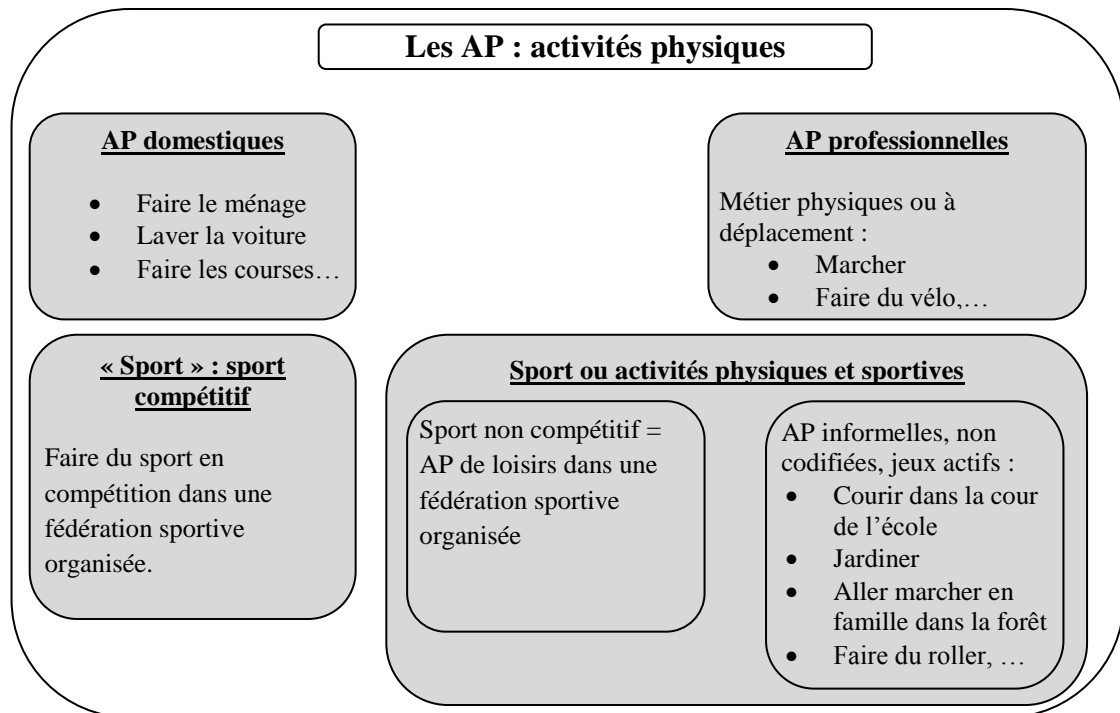 Les AP : activités physiques
AP domestiques
• Faire le ménage
• Laver la voiture
• Faire les courses…
AP professionnelles
Métier physiques ou à
déplacement :
• Marcher
• Faire du vélo,…
« Sport » : sport
compétitif
Faire du sport en
compétition dans une
fédération sportive
organisée.
Sport ou activités physiques et sportives
Sport non compétitif =
AP de loisirs dans une
fédération sportive
organisée
AP informelles, non
codifiées, jeux actifs :
• Courir dans la cour
de l’école
• Jardiner
• Aller marcher en
famille dans la forêt
• Faire du roller, …